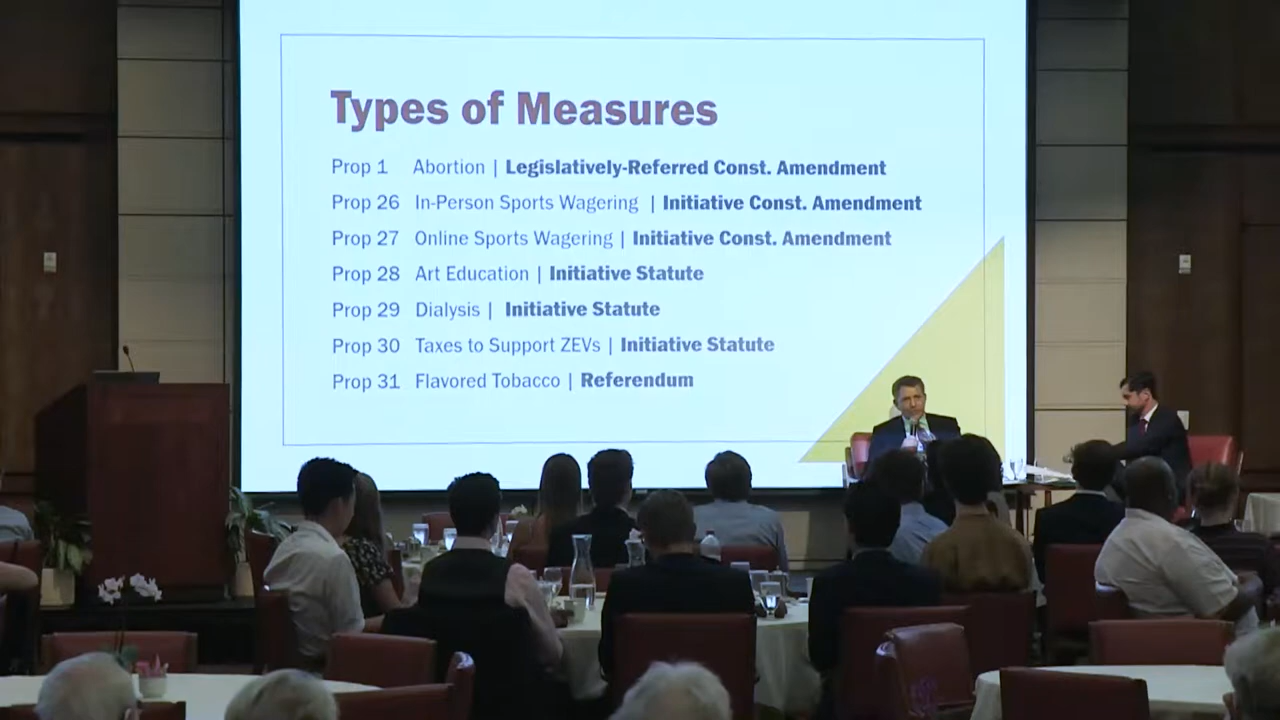 Types of Measures
Prop 1 Abortion | Legislatively-Referred Const. Amendment
Prop 26 In-Person Sports Wagering | Initiative Const. Amendment
Prop 27 Online Sports Wagering | Initiative Const. Amendment
Prop 28 Art Education | Initiative Statute
Prop 29 Dialysis | Initiative Statute
Prop 30 Taxes to Support ZEVs | Initiative Statute
Prop 31 Flavored Tobacco | Referendum